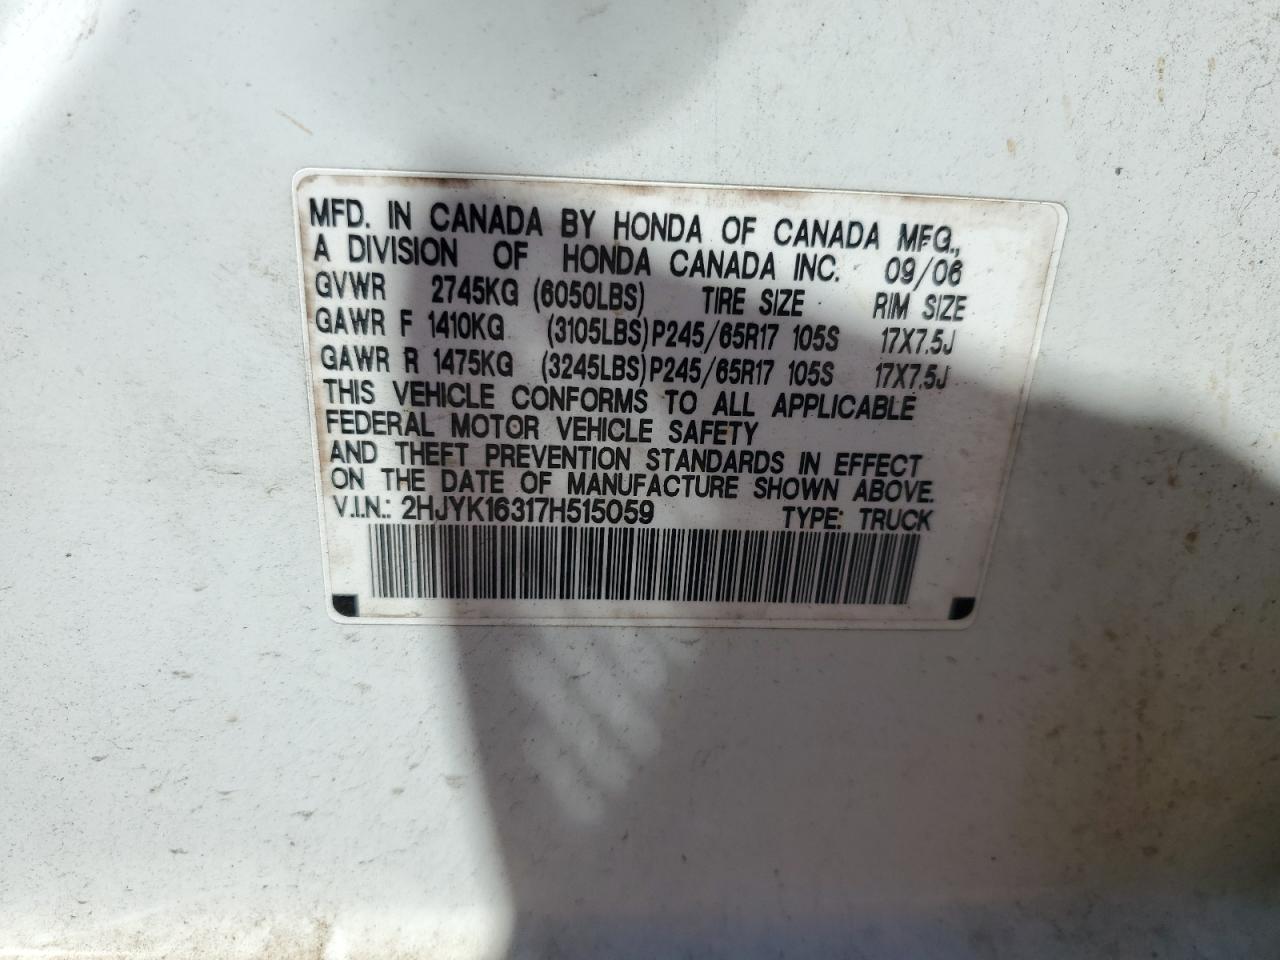 MFD. IN CANADA BY HONDA OF CANADA MFG.,
A DIVISION OF HONDA CANADA INC. 09/06
GVWR 2745KG (6050LBS) TIRE SIZE RIM SIZE
GAWR F 1410KG (3105LBS) P245/65R17 105S 17X7.5J
GAWR R 1475KG (3245LBS) P245/65R17 105S 17X7.5J
THIS VEHICLE CONFORMS TO ALL APPLICABLE
FEDERAL MOTOR VEHICLE SAFETY
AND THEFT PREVENTION STANDARDS IN EFFECT
ON THE DATE OF MANUFACTURE SHOWN ABOVE.
V.I.N.: 2HJYK16317H515059 TYPE: TRUCK